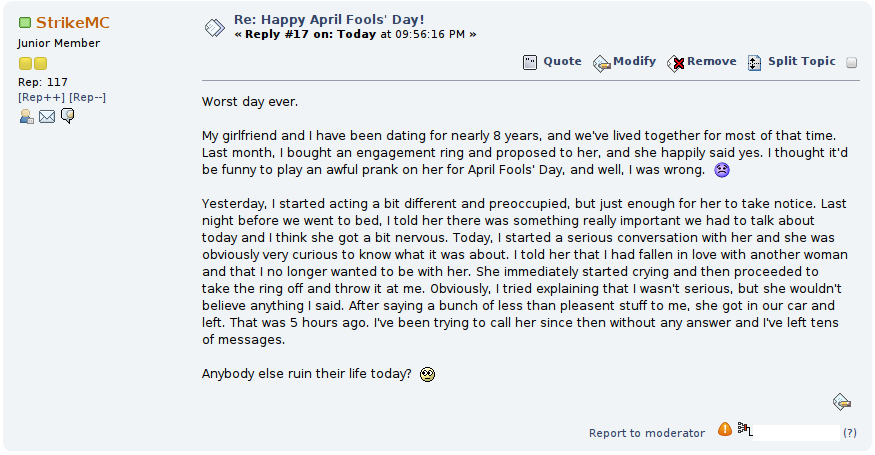 StrikeMC
Junior Member
Rep: 117
[Rep++] [Rep--]
Re: Happy April Fools' Day!
« Reply #17 on: Today at 09:56:16 PM »
Quote Modify Remove Split Topic
Worst day ever.
My girlfriend and I have been dating for nearly 8 years, and we've lived together for most of that time.
Last month, I bought an engagement ring and proposed to her, and she happily said yes. I thought it'd
be funny to play an awful prank on her for April Fools' Day, and well, I was wrong.
Yesterday, I started acting a bit different and preoccupied, but just enough for her to take notice. Last
night before we went to bed, I told her there was something really important we had to talk about
today and I think she got a bit nervous. Today, I started a serious conversation with her and she was
obviously very curious to know what it was about. I told her that I had fallen in love with another woman
and that I no longer wanted to be with her. She immediately started crying and then proceeded to
take the ring off and throw it at me. Obviously, I tried explaining that I wasn't serious, but she wouldn't
believe anything I said. After saying a bunch of less than pleasent stuff to me, she got in our car and
left. That was 5 hours ago. I've been trying to call her since then without any answer and I've left tens
of messages.
Anybody else ruin their life today?
Report to moderator (?)